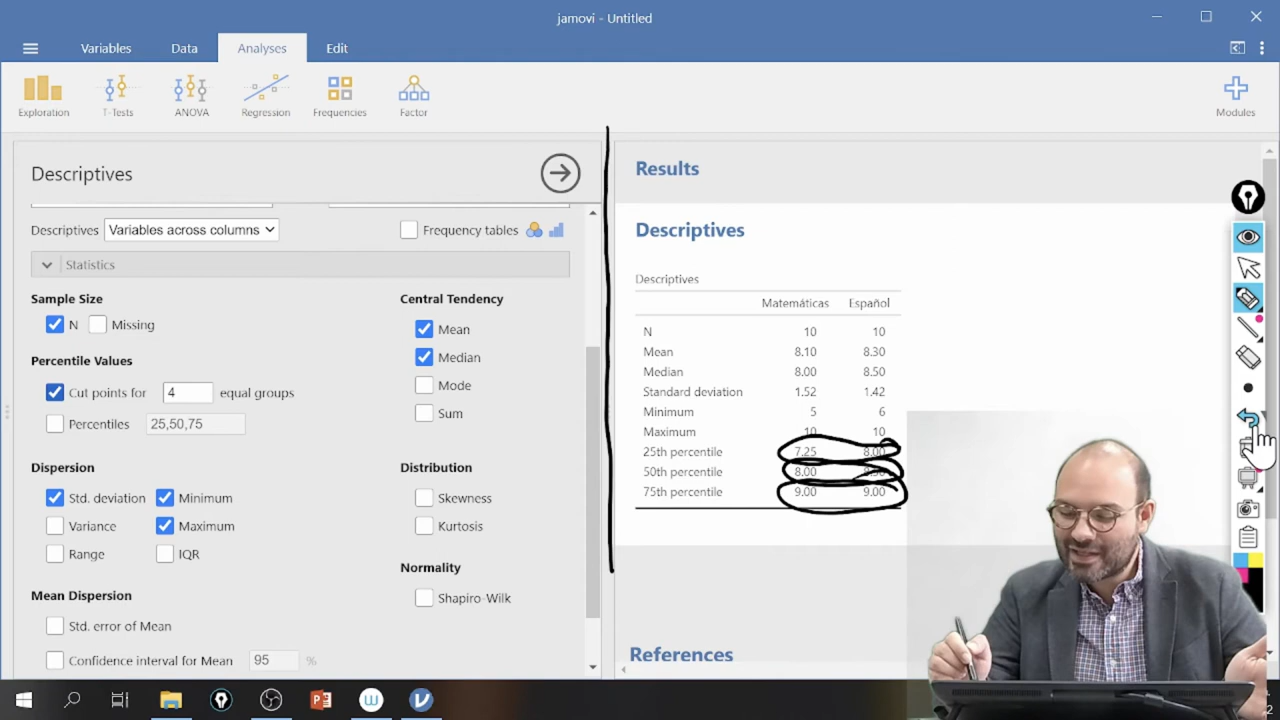 jamovi - Untitled
Variables Data Analyses Edit
Exploration T-Tests ANOVA Regression Frequencies Factor Modules
Descriptives
Descriptives Variables across columns Frequency tables
Statistics
Sample Size
N Missing
Percentile Values
Cut points for 4 equal groups
Percentiles 25,50,75
Dispersion
Std. deviation Minimum
Variance Maximum
Range IQR
Mean Dispersion
Std. error of Mean
Confidence interval for Mean 95 %
Central Tendency
Mean
Median
Mode
Sum
Distribution
Skewness
Kurtosis
Normality
Shapiro-Wilk
Results
Descriptives
Descriptives
Matemáticas Español
N 10 10
Mean 8.10 8.30
Median 8.00 8.50
Standard deviation 1.52 1.42
Minimum 5 6
Maximum 10 10
25th percentile 7.25 8.00
50th percentile 8.00
75th percentile 9.00 9.00
References